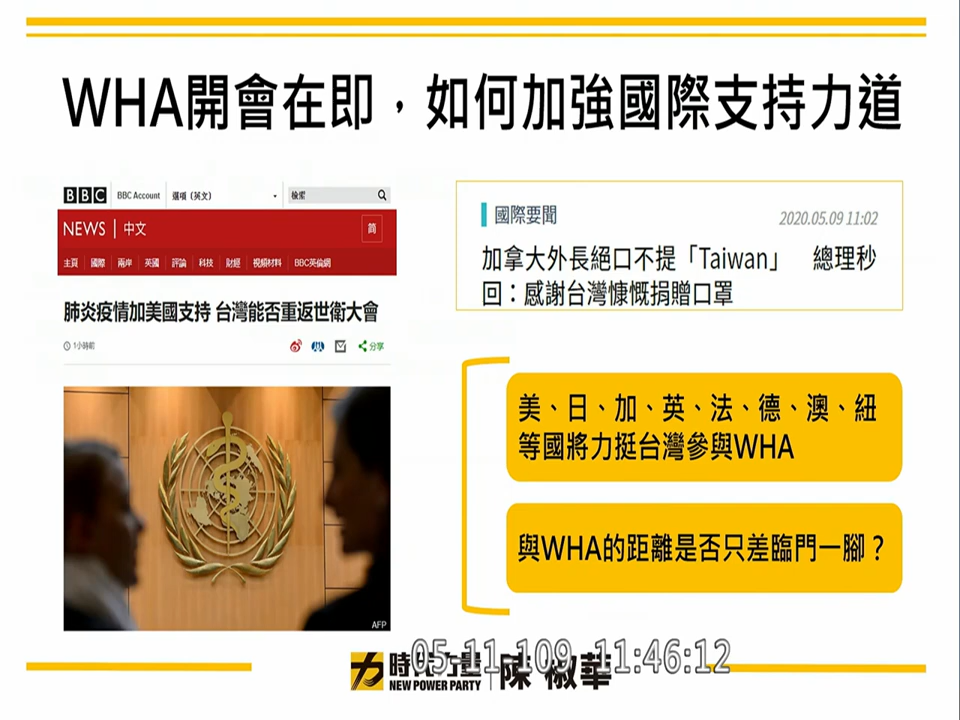 WHA開會在即，如何加強國際支持力道
BBC
BBC Account
選項（英文）
檢索
NEWS 中文
簡
主頁 國際 兩岸 英國 評論 科技 財經 視頻材料 BBC英倫網
肺炎疫情加美國支持 台灣能否重返世衛大會
1小時前
分享
AFP
國際要聞
2020.05.09 11:02
加拿大外長絕口不提「Taiwan」 總理秒
回：感謝台灣慷慨捐贈口罩
美、日、加、英、法、德、澳、紐
等國將力挺台灣參與WHA
與WHA的距離是否只差臨門一腳？
時代力量
NEW POWER PARTY
陳椒華
05-11-109 11:46:12